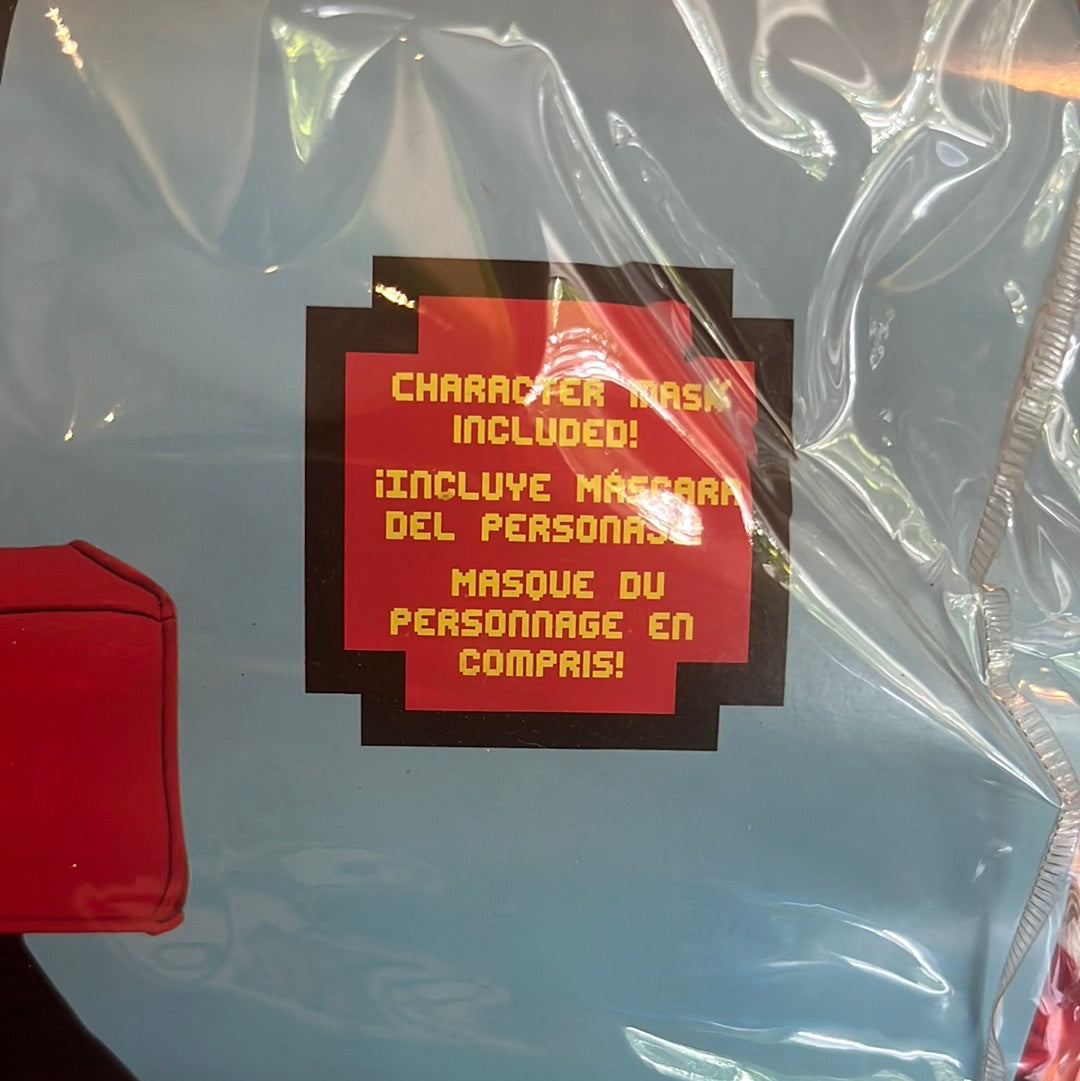 CHARACTER MASK
INCLUDED!
¡INCLUYE MÁSCARA
DEL PERSONAJE
MASQUE DU
PERSONNAGE EN
COMPRIS!